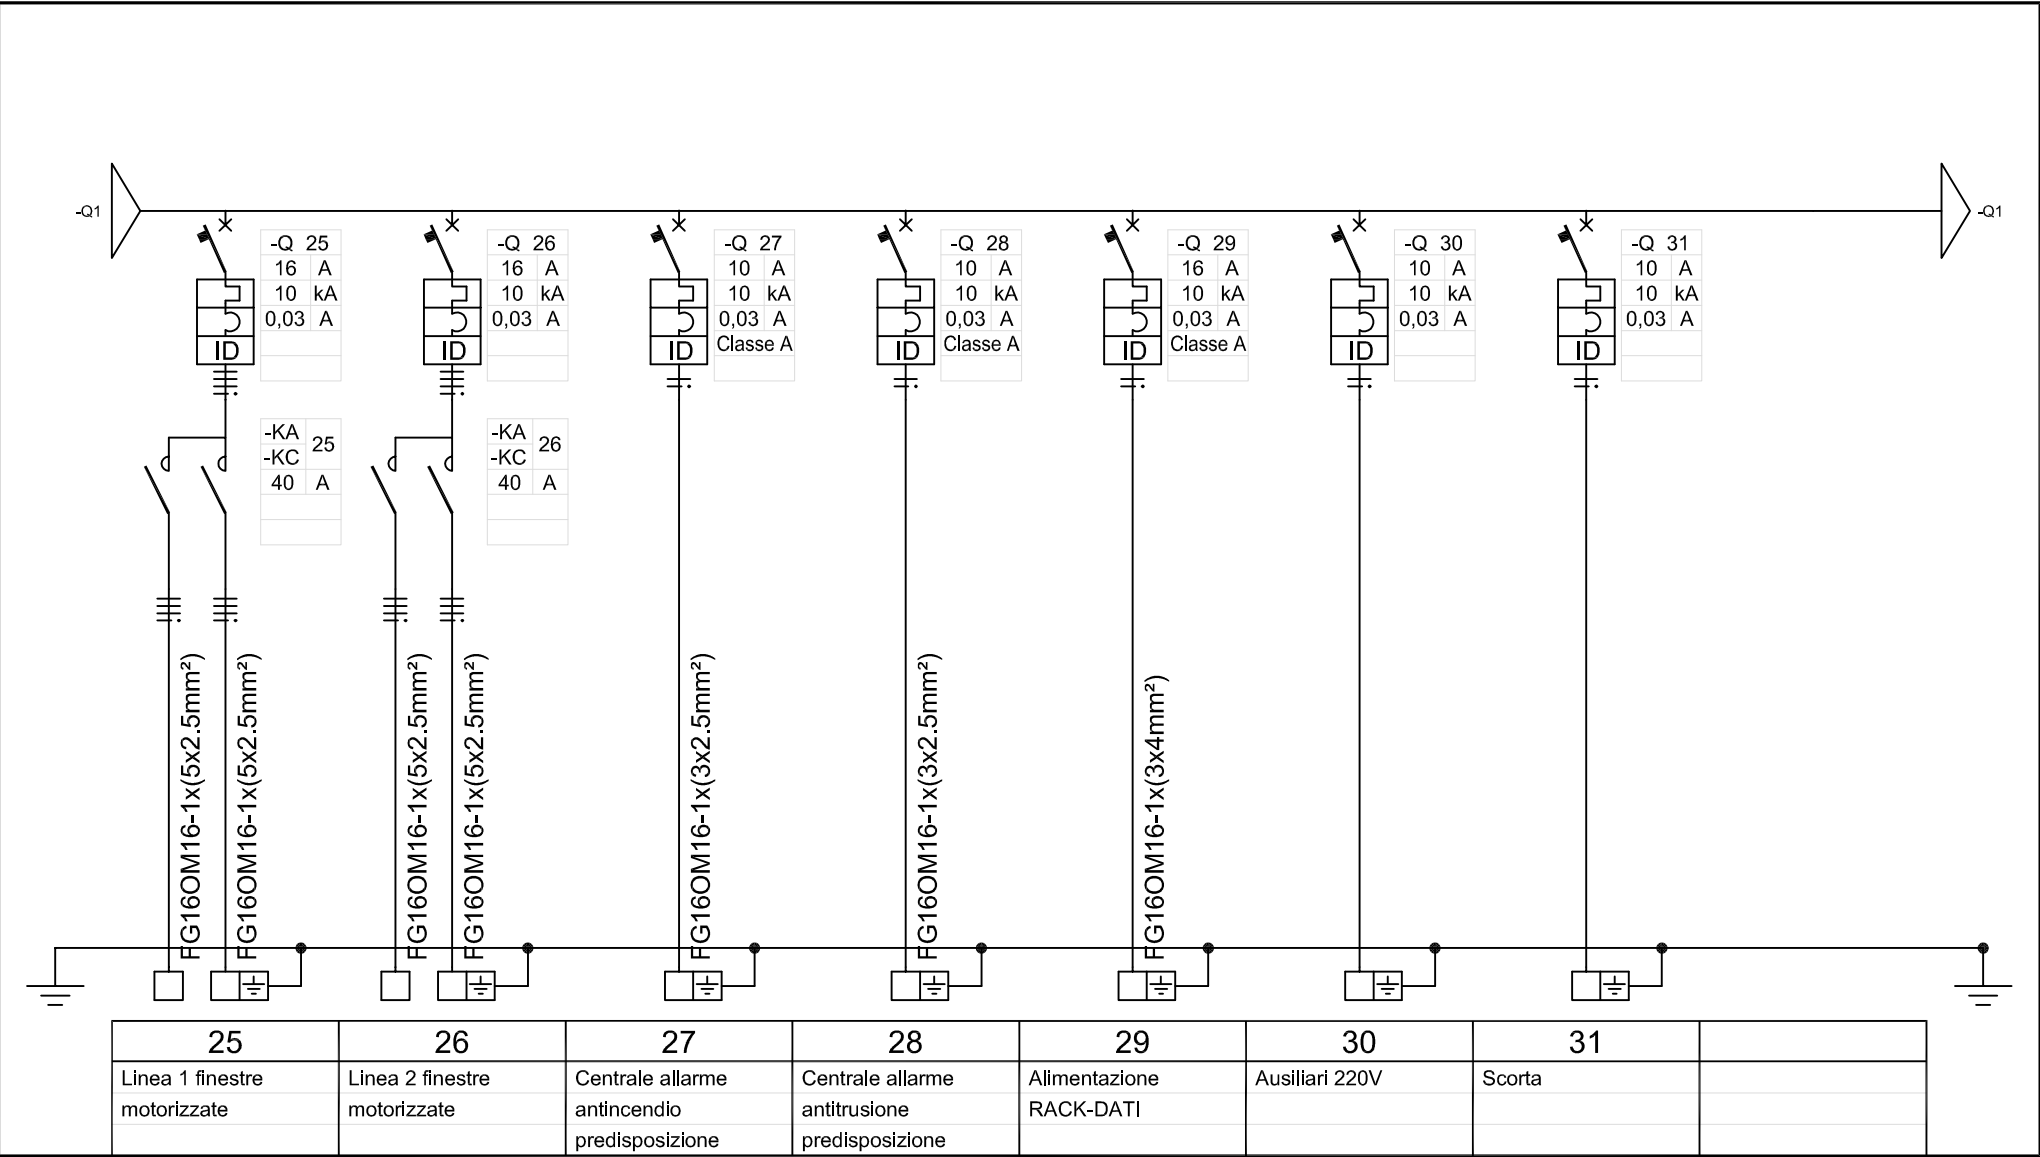 -Q1
-Q1
-Q 25
16 A
10 kA
0,03 A
ID
-Q 26
16 A
10 kA
0,03 A
ID
-Q 27
10 A
10 kA
0,03 A
Classe A
ID
-Q 28
10 A
10 kA
0,03 A
Classe A
ID
-Q 29
16 A
10 kA
0,03 A
Classe A
ID
-Q 30
10 A
10 kA
0,03 A
ID
-Q 31
10 A
10 kA
0,03 A
ID
-KA
25
-KC
40 A
-KA
26
-KC
40 A
FG16OM16-1x(5x2.5mm²)
FG16OM16-1x(5x2.5mm²)
FG16OM16-1x(5x2.5mm²)
FG16OM16-1x(5x2.5mm²)
FG16OM16-1x(3x2.5mm²)
FG16OM16-1x(3x2.5mm²)
FG16OM16-1x(3x4mm²)
25
Linea 1 finestre
motorizzate
26
Linea 2 finestre
motorizzate
27
Centrale allarme
antincendio
predisposizione
28
Centrale allarme
antitrusione
predisposizione
29
Alimentazione
RACK-DATI
30
Ausiliari 220V
31
Scorta